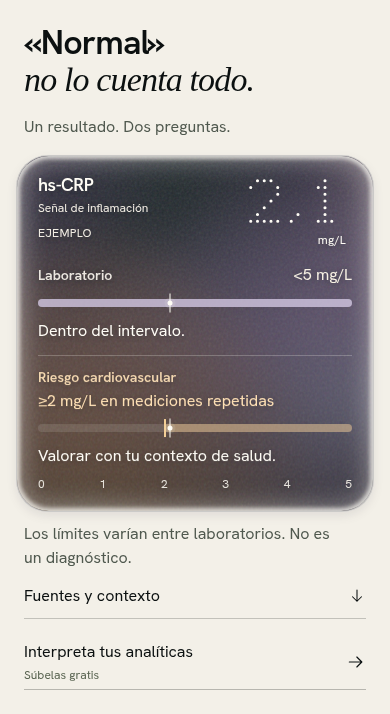 «Normal»
no lo cuenta todo.
Un resultado. Dos preguntas.
hs-CRP
2.1
Señal de inflamación
EJEMPLO
mg/L
Laboratorio
<5 mg/L
Dentro del intervalo.
Riesgo cardiovascular
≥2 mg/L en mediciones repetidas
Valorar con tu contexto de salud.
0 1 2 3 4 5
Los límites varían entre laboratorios. No es
un diagnóstico.
Fuentes y contexto ↓
Interpreta tus analíticas →
Súbelas gratis